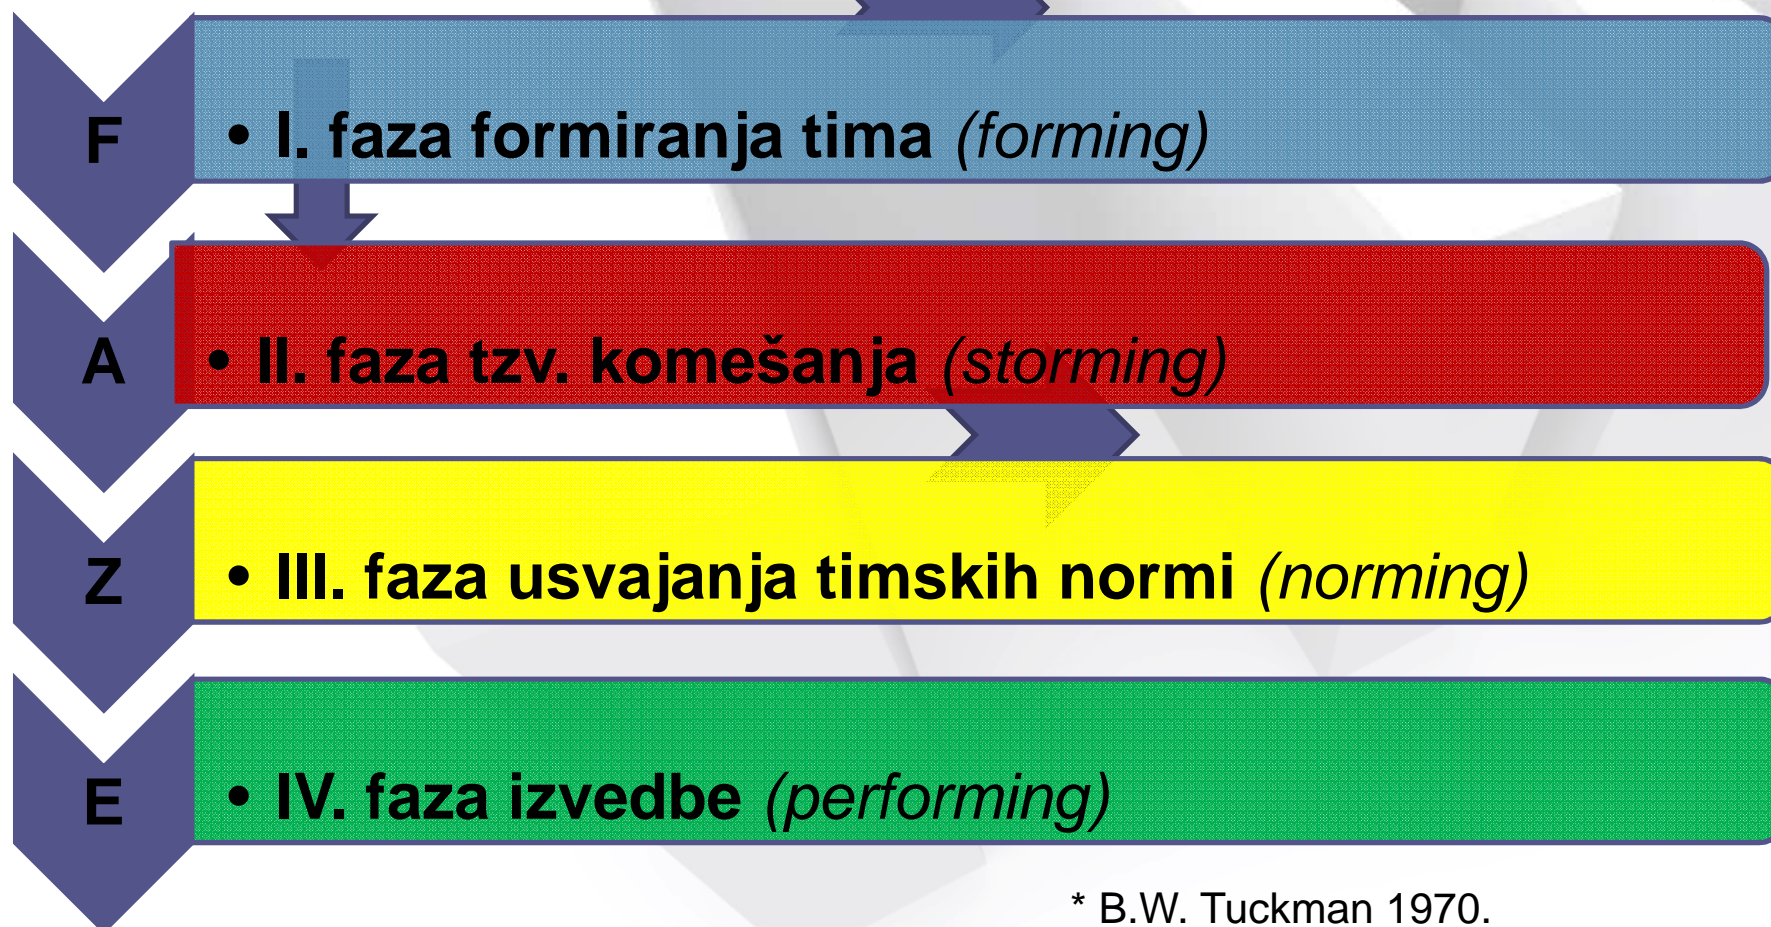 F
• I. faza formiranja tima (forming)
A
• II. faza tzv. komešanja (storming)
Z
• III. faza usvajanja timskih normi (norming)
E
• IV. faza izvedbe (performing)
* B.W. Tuckman 1970.